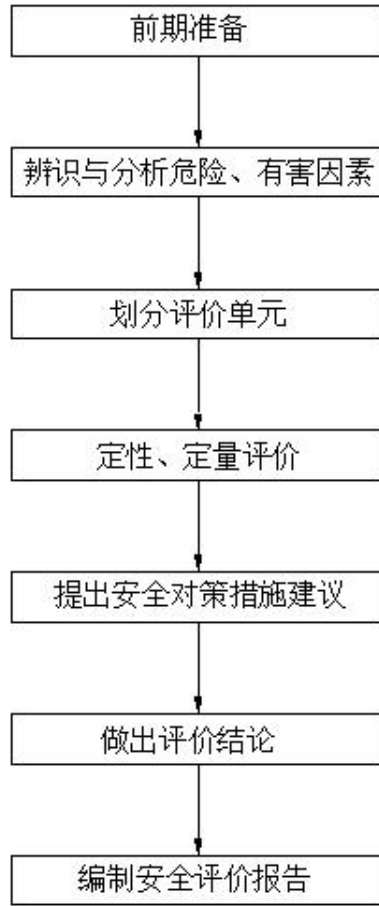 前期准备
辨识与分析危险、有害因素
划分评价单元
定性、定量评价
提出安全对策措施建议
做出评价结论
编制安全评价报告